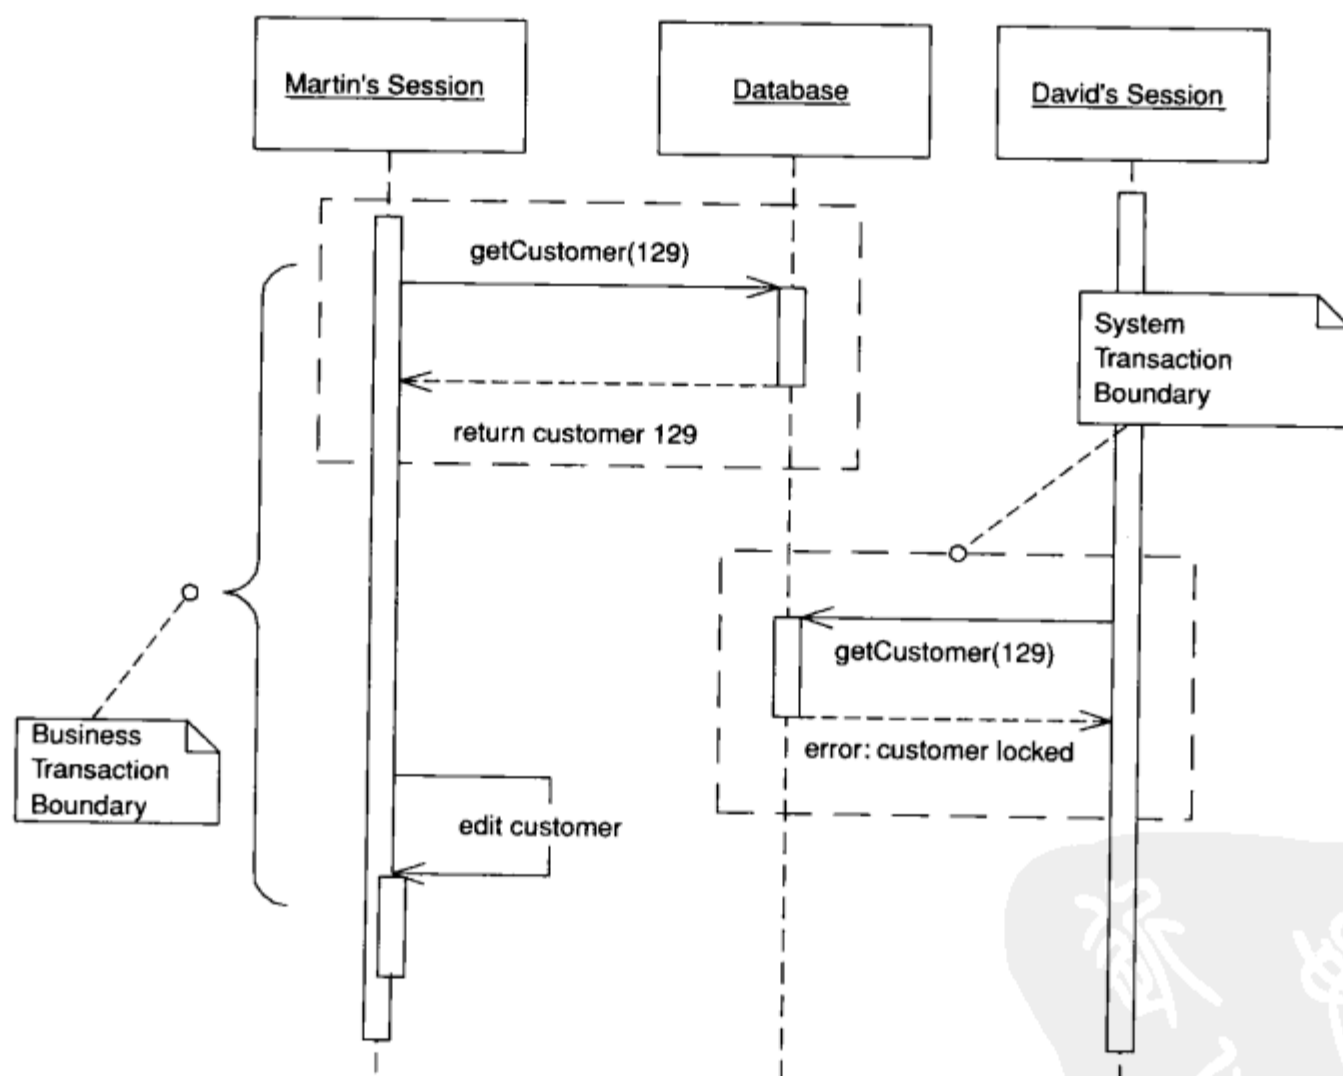 Martin's Session
Database
David's Session
getCustomer(129)
System
Transaction
Boundary
return customer 129
getCustomer(129)
Business
Transaction
Boundary
error: customer locked
edit customer